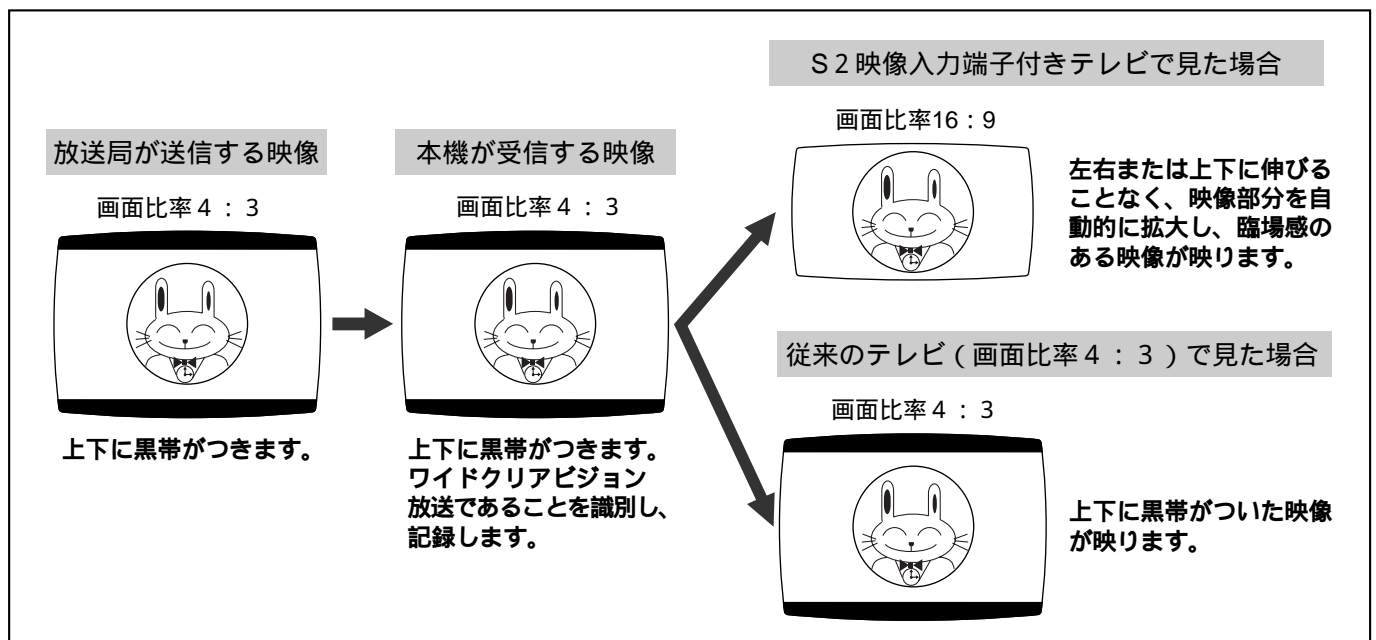 放送局が送信する映像
画面比率４：３
上下に黒帯がつきます。
本機が受信する映像
画面比率４：３
上下に黒帯がつきます。
ワイドクリアビジョン
放送であることを識別し、
記録します。
Ｓ２映像入力端子付きテレビで見た場合
画面比率16：9
左右または上下に伸びる
ことなく、映像部分を自
動的に拡大し、臨場感の
ある映像が映ります。
従来のテレビ（画面比率４：３）で見た場合
画面比率４：３
上下に黒帯がついた映像
が映ります。